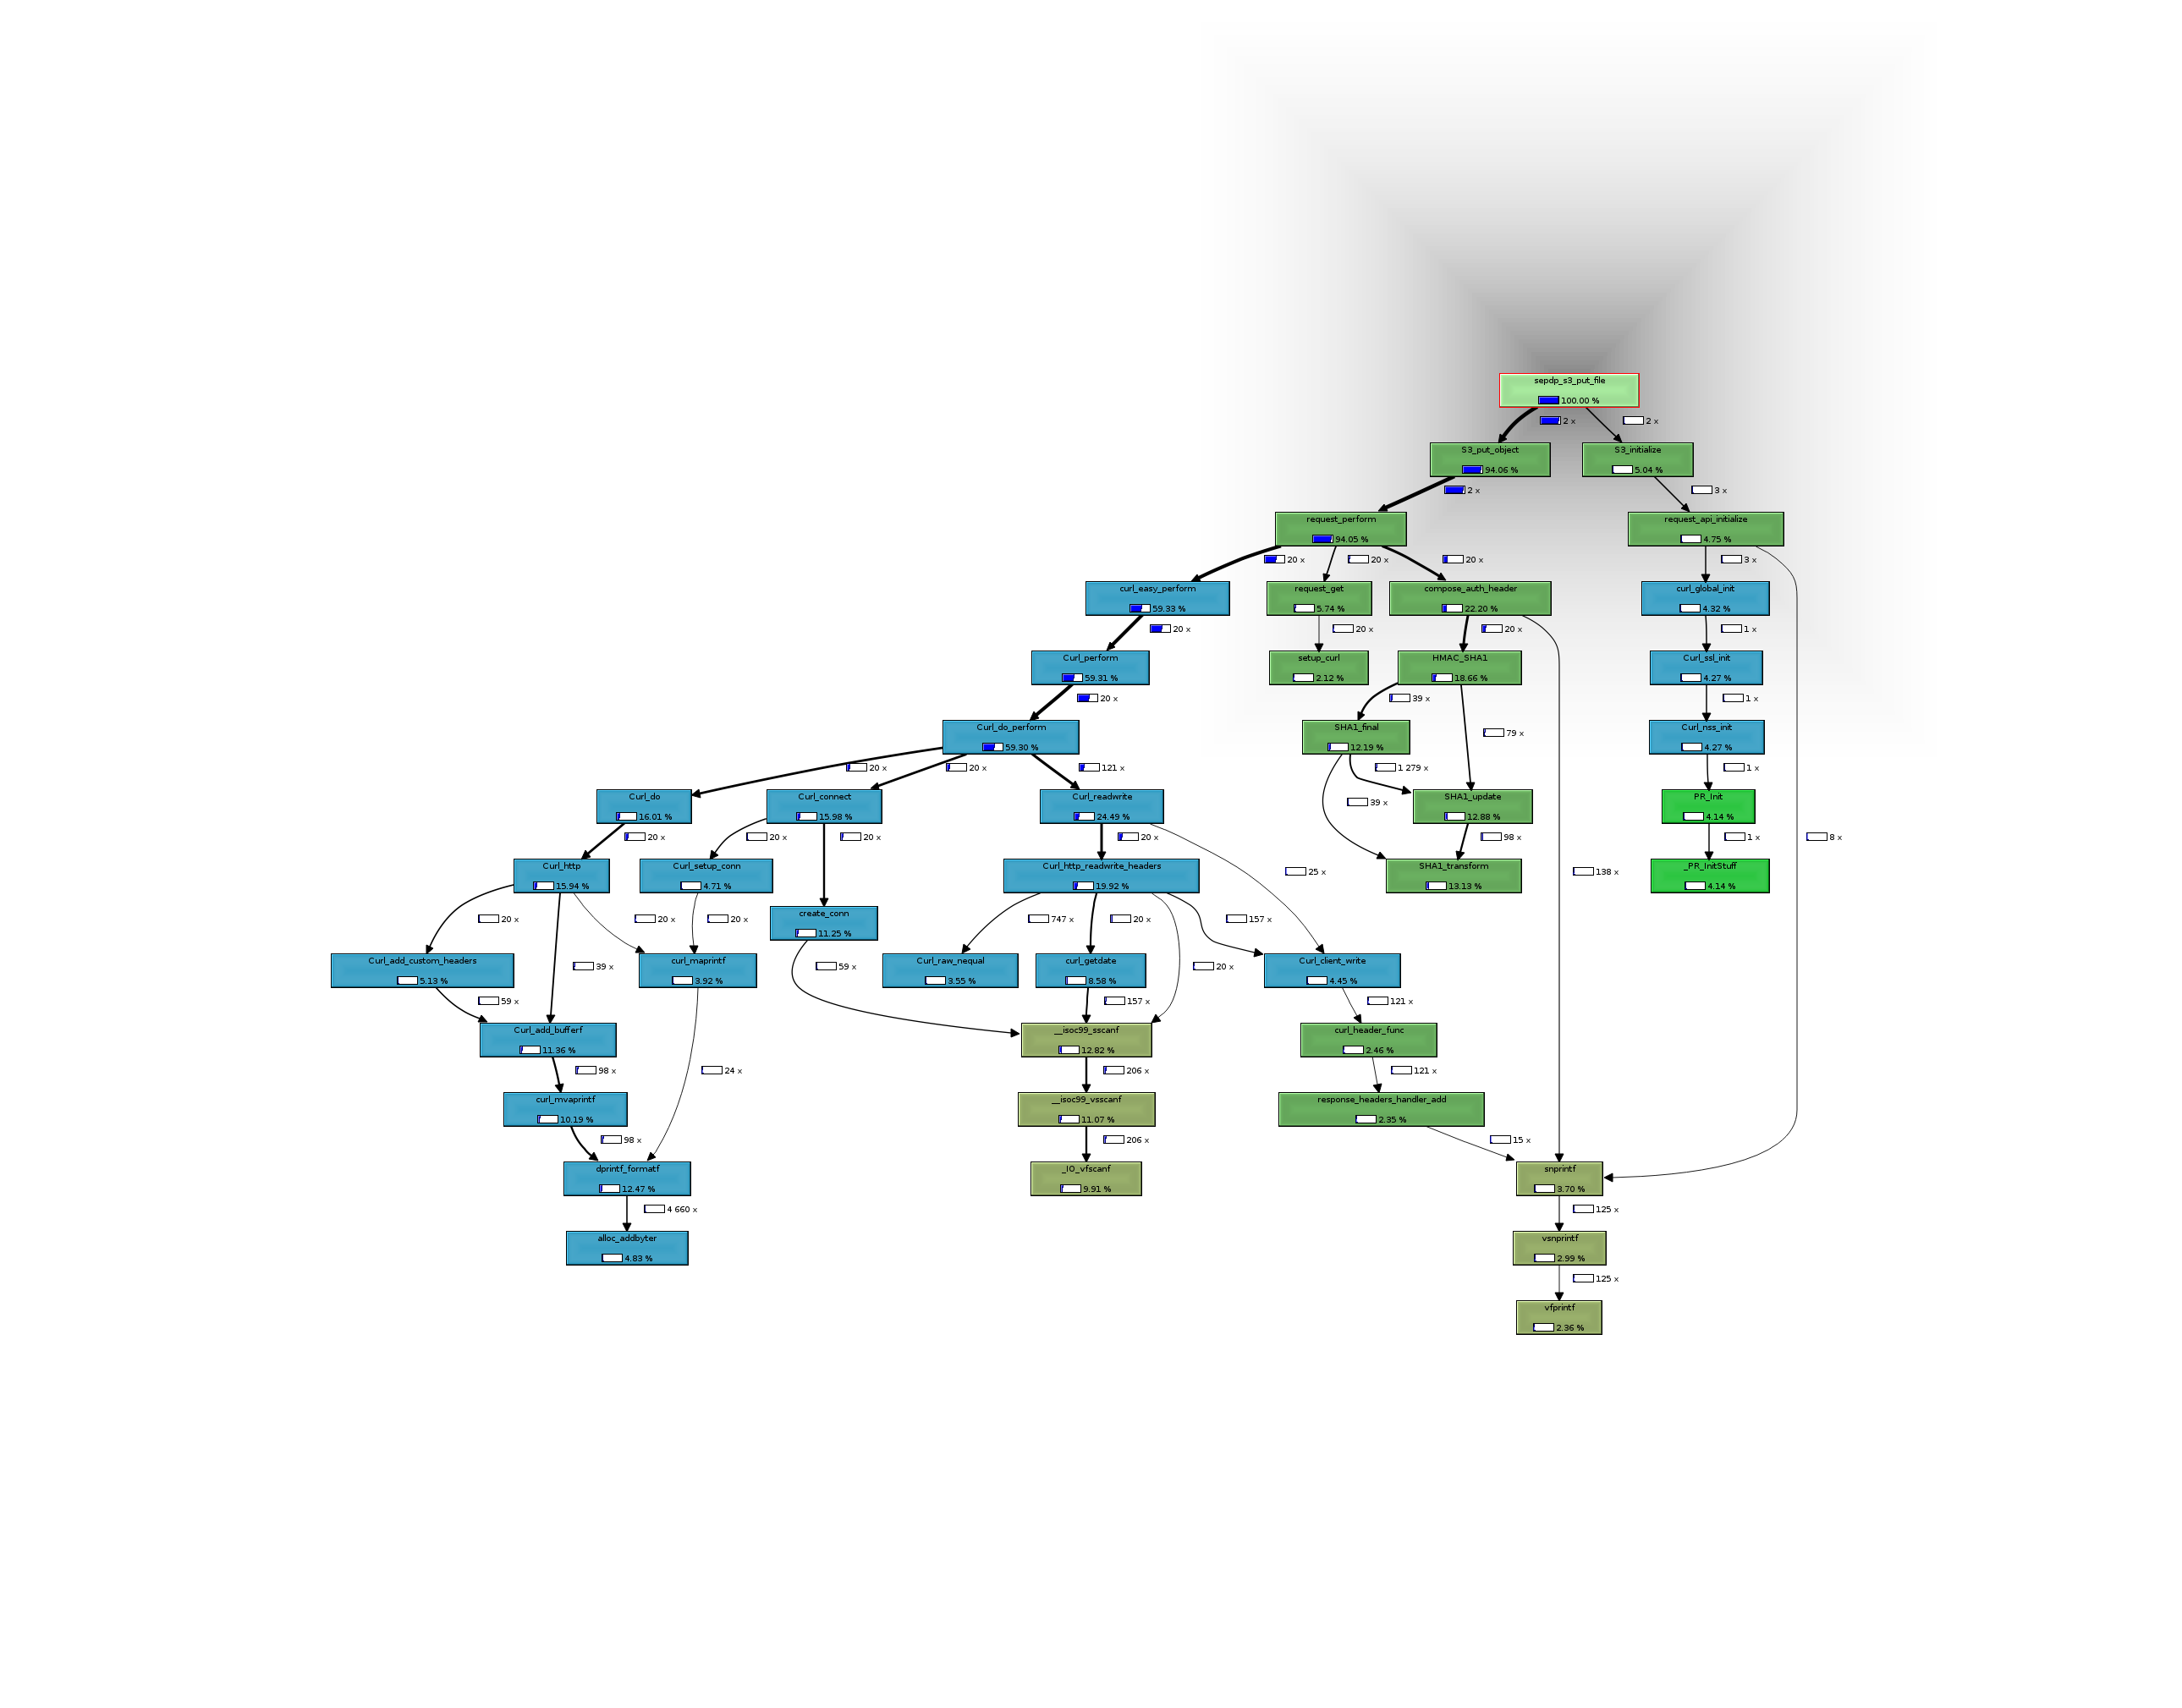 sepdp_s3_put_file
100.00 %
2 x
2 x
S3_put_object
94.06 %
S3_initialize
5.04 %
2 x
3 x
request_perform
94.05 %
request_api_initialize
4.75 %
20 x
20 x
20 x
3 x
curl_easy_perform
59.33 %
request_get
5.74 %
compose_auth_header
22.20 %
curl_global_init
4.32 %
20 x
20 x
20 x
1 x
Curl_perform
59.31 %
setup_curl
2.12 %
HMAC_SHA1
18.66 %
Curl_ssl_init
4.27 %
20 x
39 x
1 x
Curl_do_perform
59.30 %
SHA1_final
12.19 %
79 x
Curl_nss_init
4.27 %
20 x
20 x
121 x
1 279 x
1 x
Curl_do
16.01 %
Curl_connect
15.98 %
Curl_readwrite
24.49 %
39 x
SHA1_update
12.88 %
PR_Init
4.14 %
20 x
20 x
20 x
20 x
98 x
1 x
8 x
Curl_http
15.94 %
Curl_setup_conn
4.71 %
Curl_http_readwrite_headers
19.92 %
25 x
SHA1_transform
13.13 %
138 x
_PR_InitStuff
4.14 %
20 x
20 x
20 x
create_conn
11.25 %
747 x
20 x
157 x
Curl_add_custom_headers
5.13 %
39 x
curl_maprintf
3.92 %
59 x
Curl_raw_nequal
3.55 %
curl_getdate
8.58 %
20 x
Curl_client_write
4.45 %
59 x
157 x
121 x
Curl_add_bufferf
11.36 %
__isoc99_sscanf
12.82 %
curl_header_func
2.46 %
98 x
24 x
206 x
121 x
curl_mvaprintf
10.19 %
__isoc99_vsscanf
11.07 %
response_headers_handler_add
2.35 %
98 x
206 x
15 x
dprintf_formatf
12.47 %
_IO_vfscanf
9.91 %
snprintf
3.70 %
4 660 x
125 x
alloc_addbyter
4.83 %
vsnprintf
2.99 %
125 x
vfprintf
2.36 %